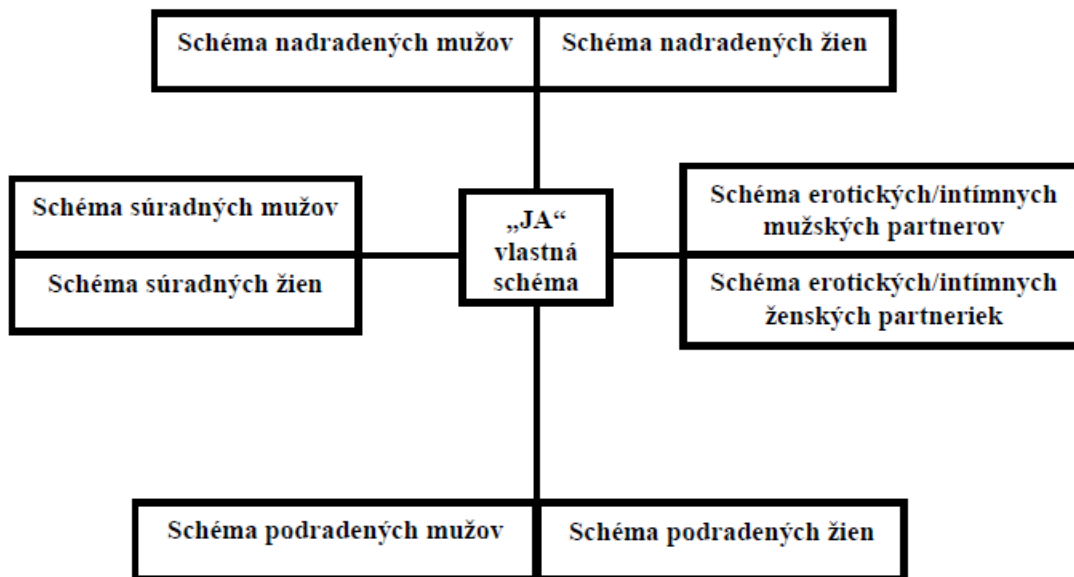 Schéma nadradených mužov
Schéma nadradených žien
Schéma súradných mužov
Schéma súradných žien
„JA“
vlastná
schéma
Schéma erotických/intímnych
mužských partnerov
Schéma erotických/intímnych
ženských partneriek
Schéma podradených mužov
Schéma podradených žien